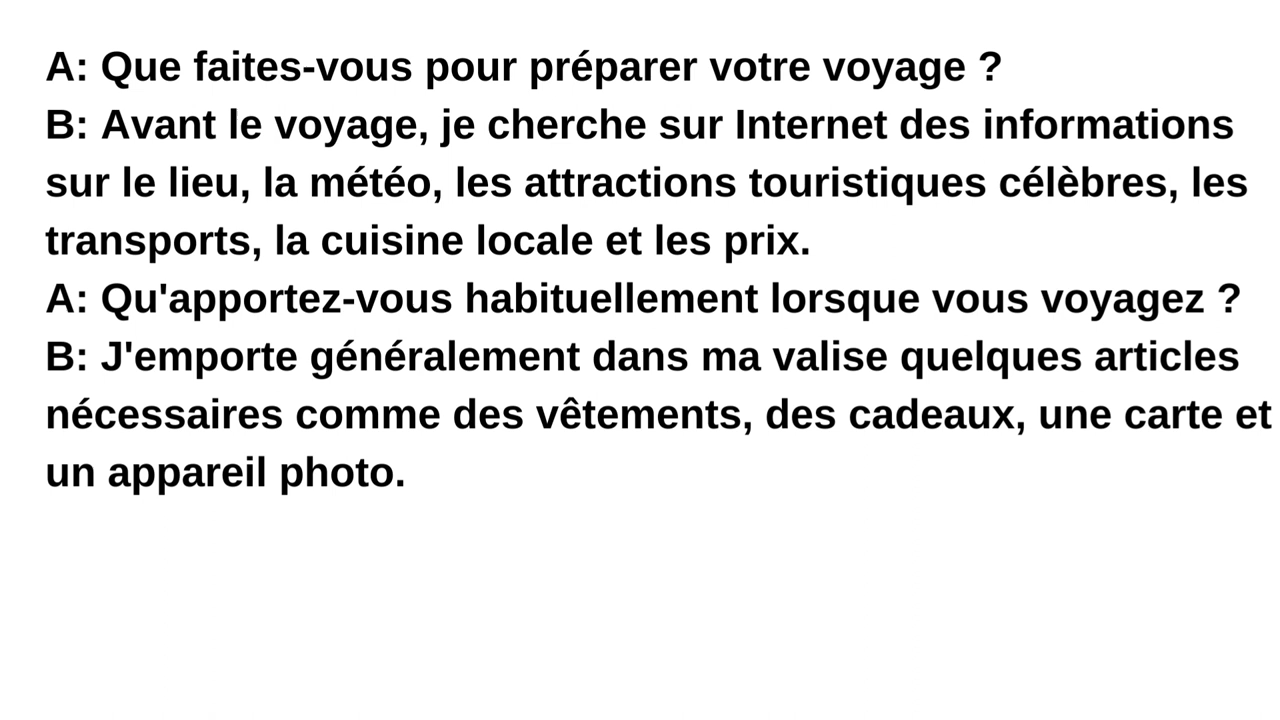 A: Que faites-vous pour préparer votre voyage ?
B: Avant le voyage, je cherche sur Internet des informations
sur le lieu, la météo, les attractions touristiques célèbres, les
transports, la cuisine locale et les prix.
A: Qu'apportez-vous habituellement lorsque vous voyagez ?
B: J'emporte généralement dans ma valise quelques articles
nécessaires comme des vêtements, des cadeaux, une carte et
un appareil photo.